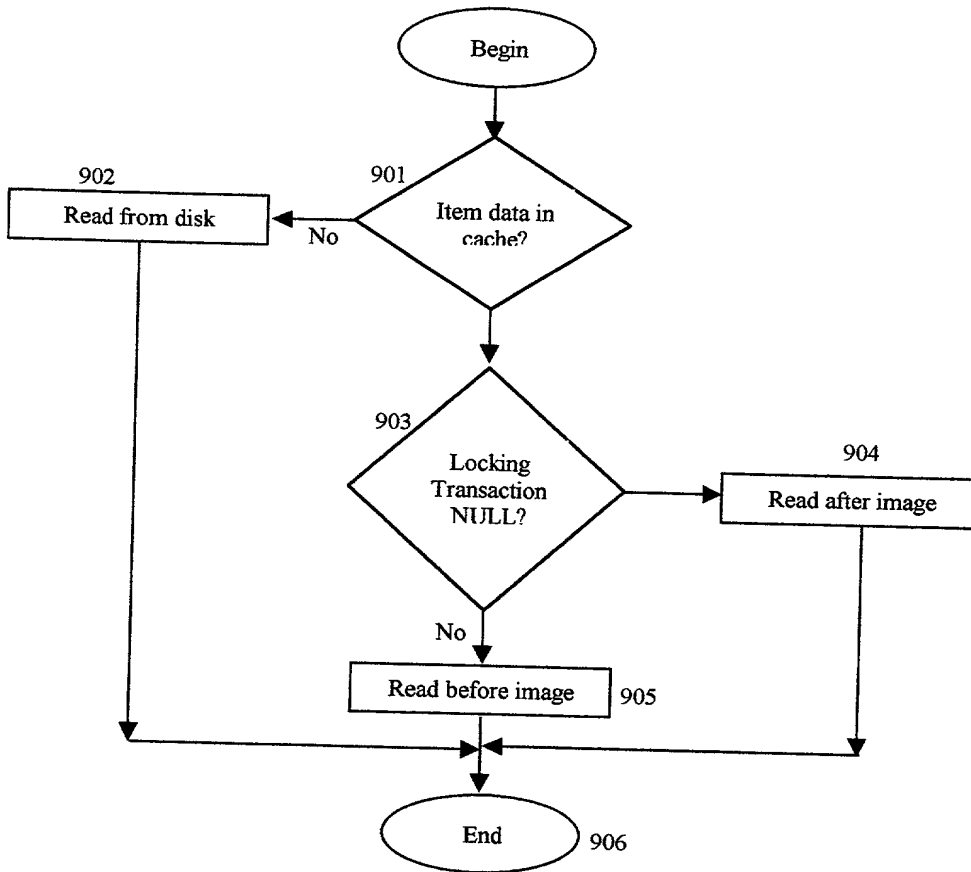 Begin
902
901
Read from disk
No
Item data in
cache?
903
904
Locking
Transaction
NULL?
Read after image
No
Read before image
905
End
906